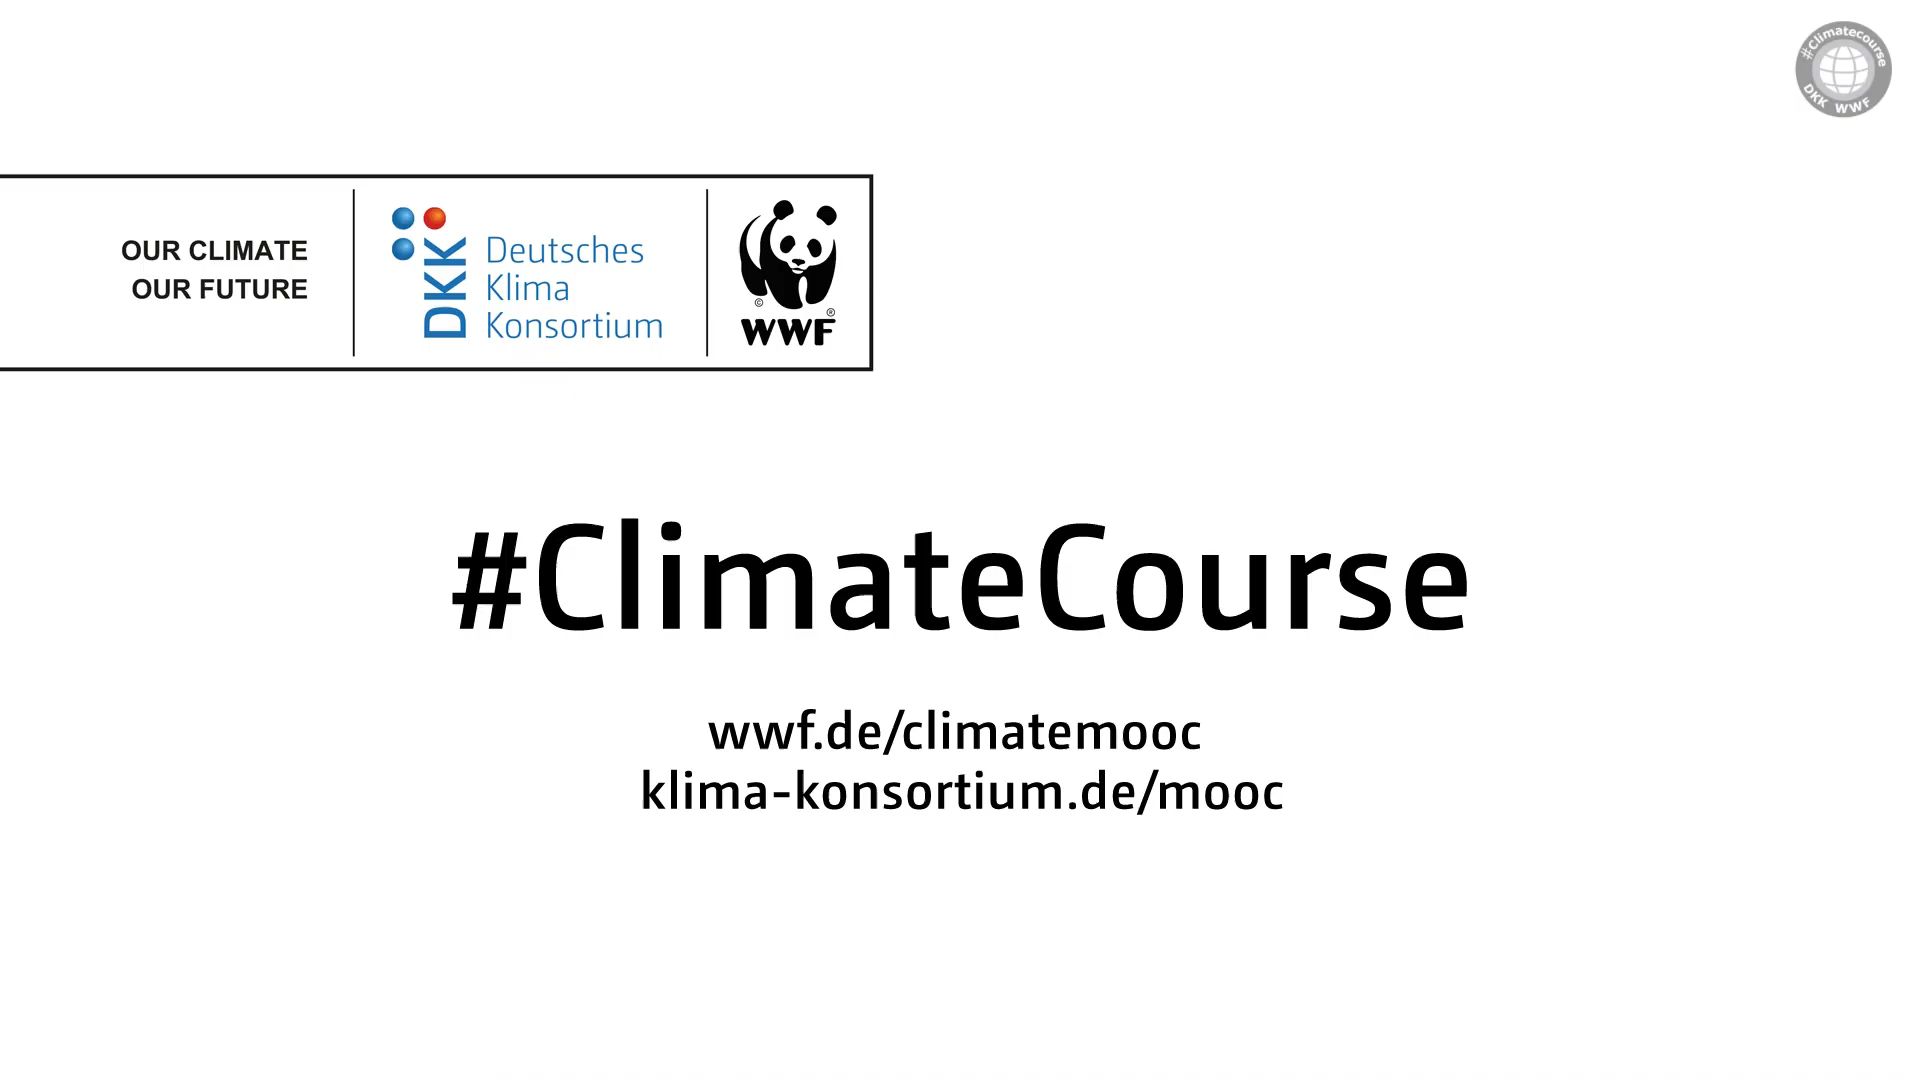 #Climatecourse
DKK WWF
OUR CLIMATE
OUR FUTURE
DKK
Deutsches
Klima
Konsortium
©
®
WWF
#ClimateCourse
wwf.de/climatemooc
klima-konsortium.de/mooc